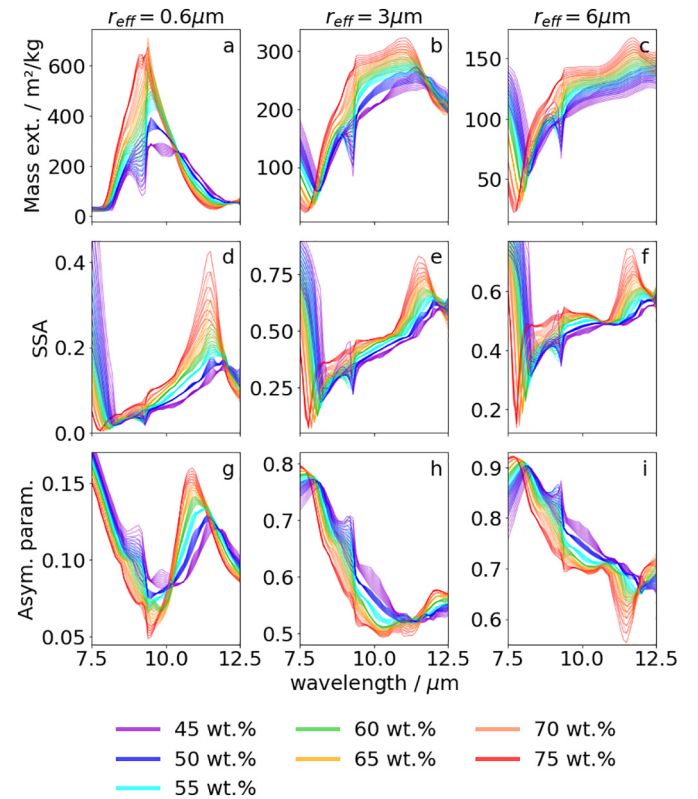 r_eff = 0.6μm r_eff = 3μm r_eff = 6μm
a b c
Mass ext. / m²/kg
600
400
200
0
300
200
100
150
100
50
d e f
SSA
0.4
0.2
0.0
0.75
0.50
0.25
0.6
0.4
0.2
g h i
Asym. param.
0.15
0.10
0.05
0.8
0.7
0.6
0.5
0.9
0.8
0.7
0.6
7.5 10.0 12.5 7.5 10.0 12.5 7.5 10.0 12.5
wavelength / μm
45 wt.% 60 wt.% 70 wt.%
50 wt.% 65 wt.% 75 wt.%
55 wt.%